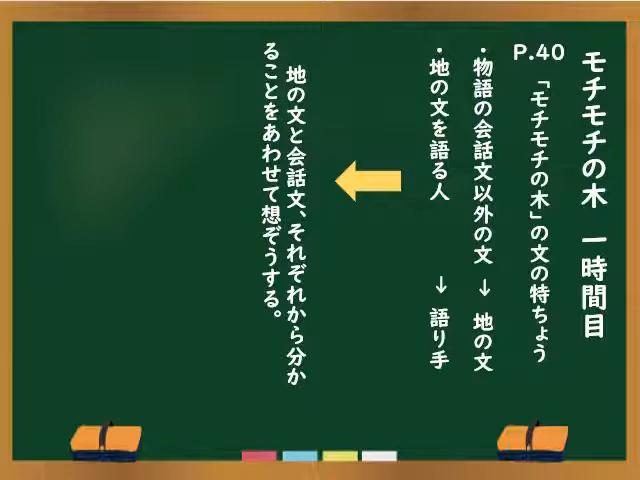 モチモチの木 一時間目
P.40
「モチモチの木」の文の特ちょう
・物語の会話文以外の文 → 地の文
・地の文を語る人 → 語り手
地の文と会話文、それぞれから分か
ることをあわせて想ぞうする。